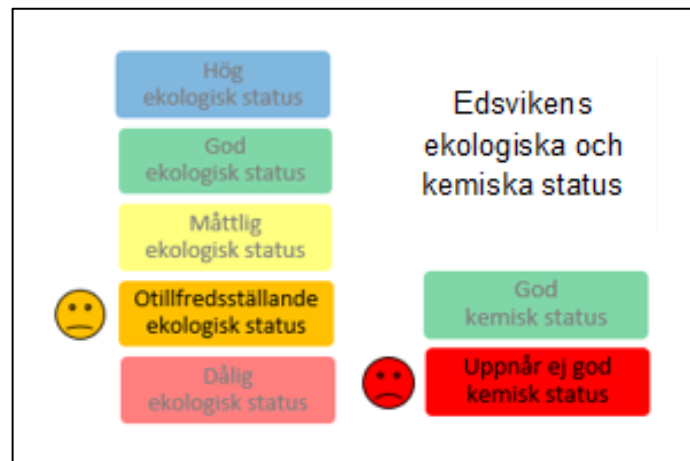 Hög
ekologisk status
God
ekologisk status
Måttlig
ekologisk status
Otillfredsställande
ekologisk status
Dålig
ekologisk status
Edsvikens
ekologiska och
kemiska status
God
kemisk status
Uppnår ej god
kemisk status